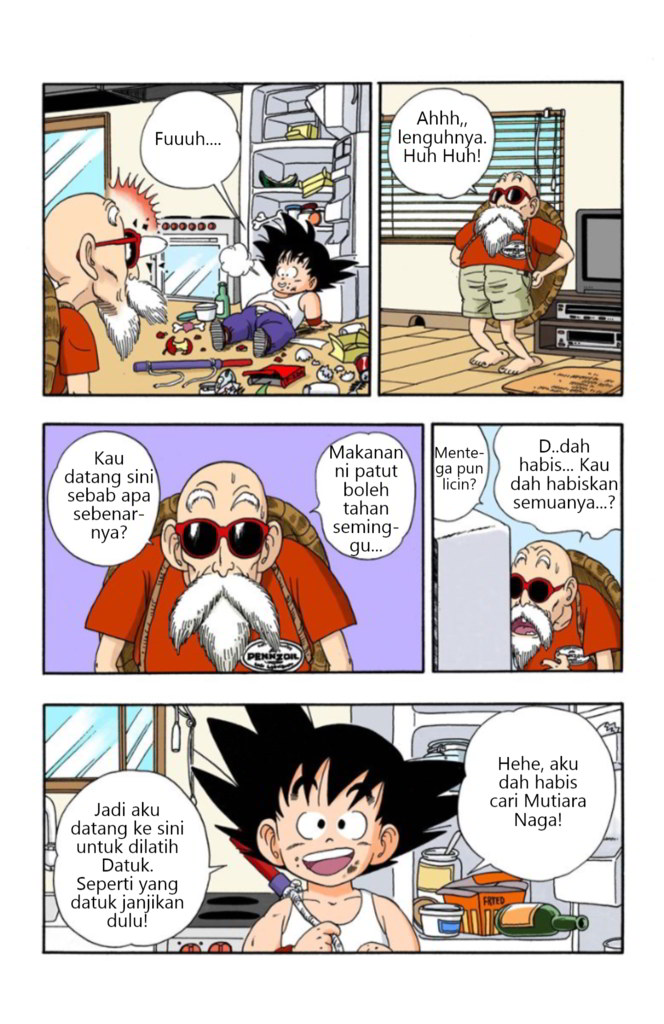 Ahhh,,
lenguhnya.
Huh Huh!
Fuuuh....
D..dah
habis... Kau
dah habiskan
semuanya...?
Mente-
ga pun
licin?
Makanan
ni patut
boleh
tahan
seming-
gu...
Kau
datang sini
sebab apa
sebenar-
nya?
PENNZOIL
Hehe, aku
dah habis
cari Mutiara
Naga!
Jadi aku
datang ke sini
untuk dilatih
Datuk.
Seperti yang
datuk janjikan
dulu!